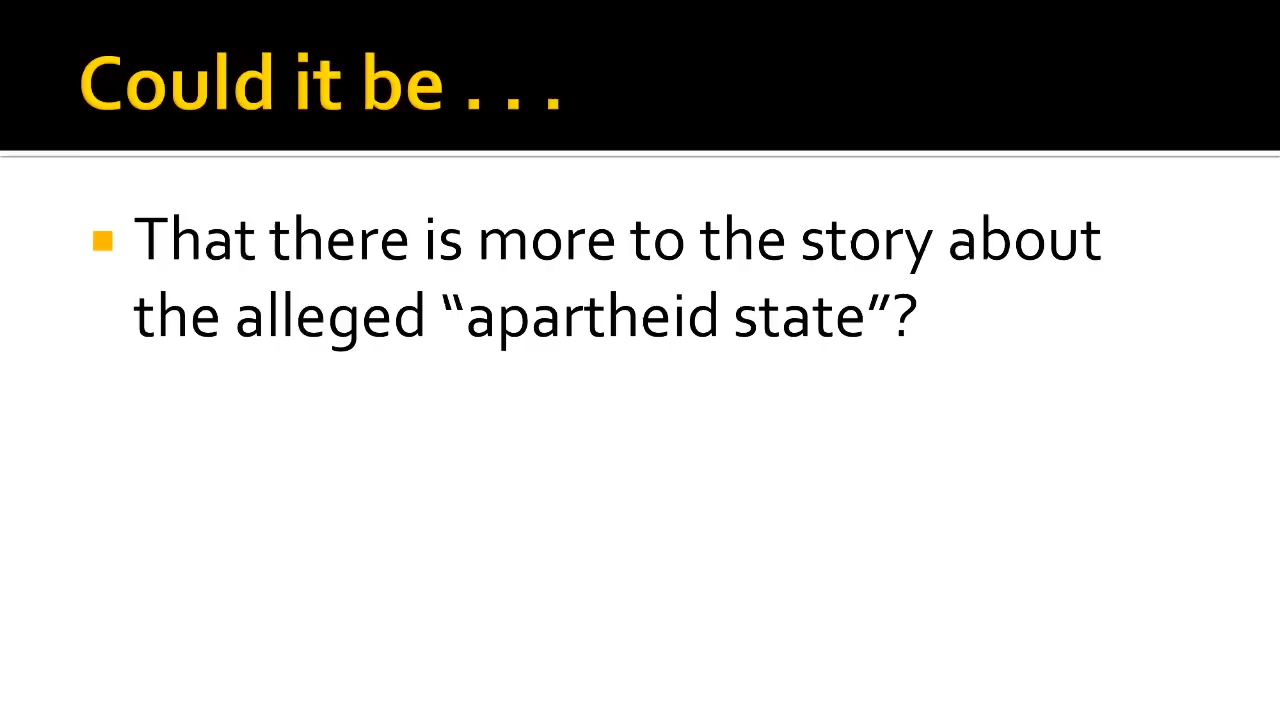 Could it be . . .
That there is more to the story about
the alleged “apartheid state”?